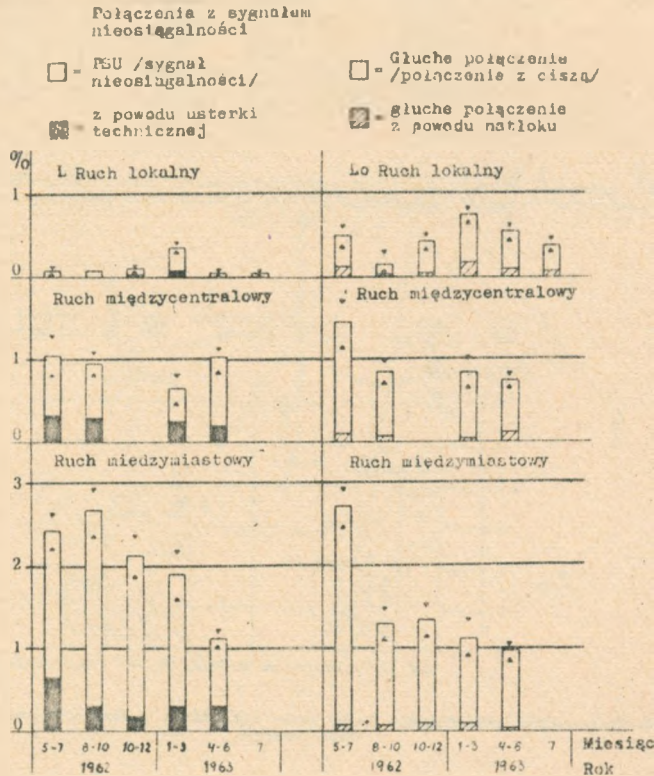 Połączenia z sygnałem
nieosiągalności
□ - PSU /sygnał
nieosiągalności/
z powodu usterki
technicznej
□ - Głuche połączenie
/połączenie z ciszą/
- głuche połączenie
z powodu natłoku
%
L Ruch lokalny
Lo Ruch lokalny
1
0
Ruch międzycentralowy
Ruch międzycentralowy
1
0
Ruch miedzymiastowy
Ruch międzymiastowy
3
2
1
0
5-7 8-10 10-12 1-3 4-6 7
5-7 8-10 10-12 1-3 4-6 7 Miesiąc
1962 1963
1962 1963 Rok